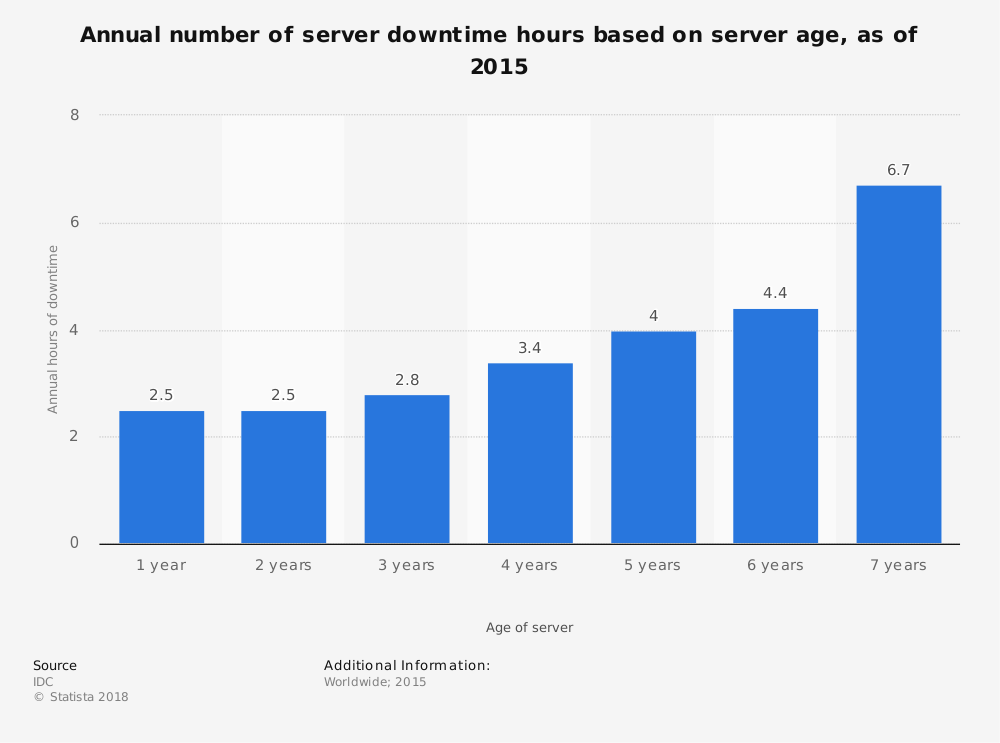 Annual number of server downtime hours based on server age, as of
2015
8
6
4
2
0
Annual hours of downtime
2.5
2.5
2.8
3.4
4
4.4
6.7
1 year
2 years
3 years
4 years
5 years
6 years
7 years
Age of server
Source
IDC
© Statista 2018
Additional Information:
Worldwide; 2015